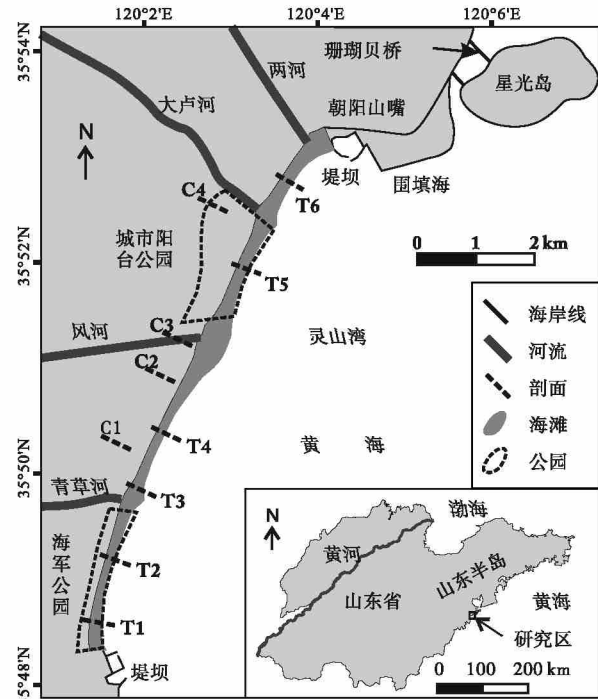 120°2′E
120°4′E
120°6′E
35°54′N
35°52′N
35°50′N
5°48′N
珊瑚贝桥
星光岛
两河
大卢河
朝阳山嘴
N
堤坝
围填海
C4
T6
城市阳
台公园
0 1 2 km
T5
风河
C3
灵山湾
C2
C1
T4
黄 海
青草河
T3
海军公园
T2
T1
堤坝
海岸线
河流
剖面
海滩
公园
N
渤海
黄河
山东省
山东半岛
黄海
研究区
0 100 200 km